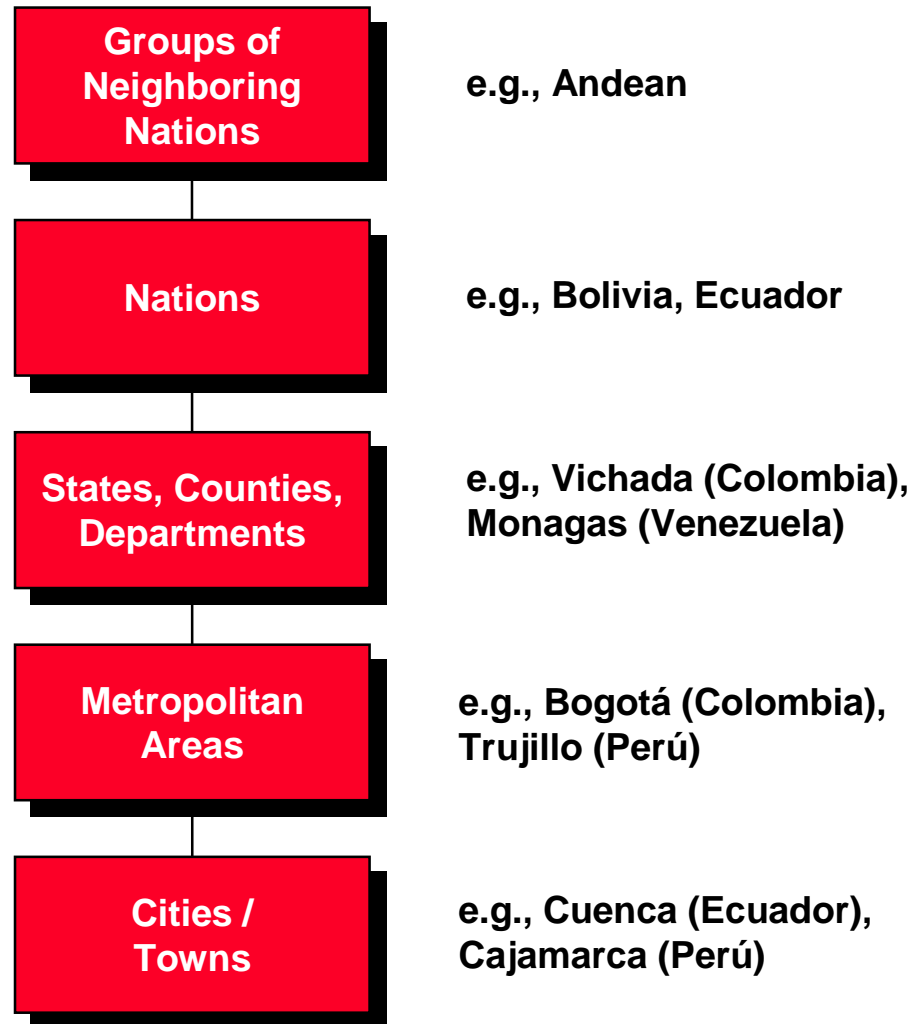 Groups of
Neighboring
Nations
e.g., Andean
Nations
e.g., Bolivia, Ecuador
States, Counties,
Departments
e.g., Vichada (Colombia),
Monagas (Venezuela)
Metropolitan
Areas
e.g., Bogotá (Colombia),
Trujillo (Perú)
Cities /
Towns
e.g., Cuenca (Ecuador),
Cajamarca (Perú)